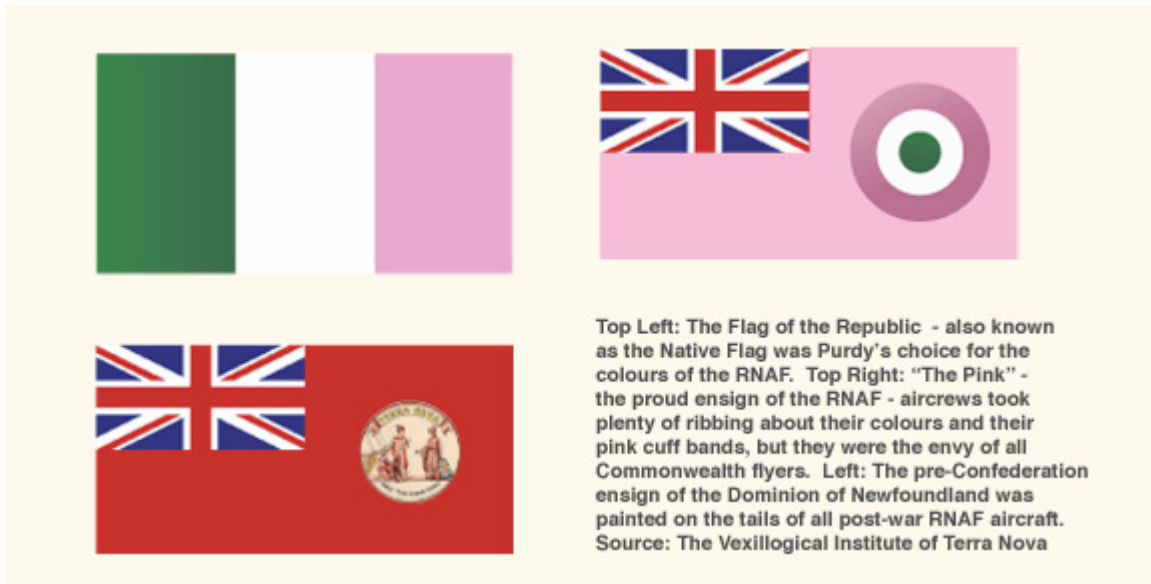 TERRA NOVA
Top Left: The Flag of the Republic - also known
as the Native Flag was Purdy's choice for the
colours of the RNAF. Top Right: “The Pink” -
the proud ensign of the RNAF - aircrews took
plenty of ribbing about their colours and their
pink cuff bands, but they were the envy of all
Commonwealth flyers. Left: The pre-Confederation
ensign of the Dominion of Newfoundland was
painted on the tails of all post-war RNAF aircraft.
Source: The Vexillogical Institute of Terra Nova